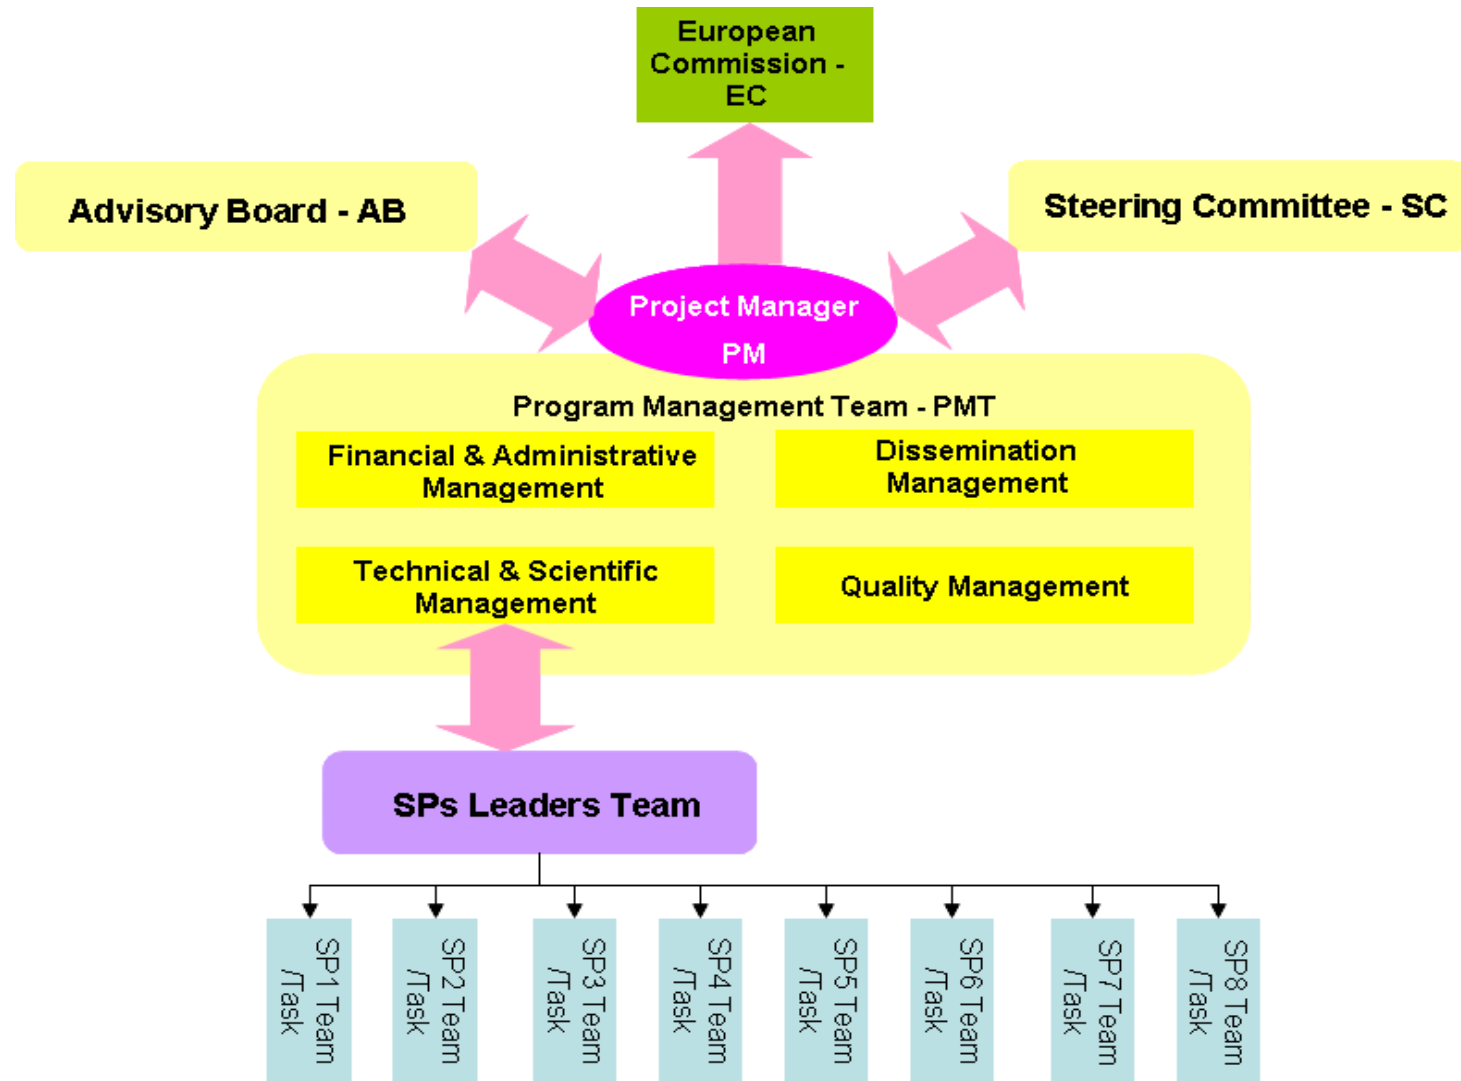 European
Commission -
EC
Advisory Board - AB
Steering Committee - SC
Project Manager
PM
Program Management Team - PMT
Financial & Administrative
Management
Dissemination
Management
Technical & Scientific
Management
Quality Management
SPs Leaders Team
SP1 Team
/Task
SP2 Team
/Task
SP3 Team
/Task
SP4 Team
/Task
SP5 Team
/Task
SP6 Team
/Task
SP7 Team
/Task
SP8 Team
/Task